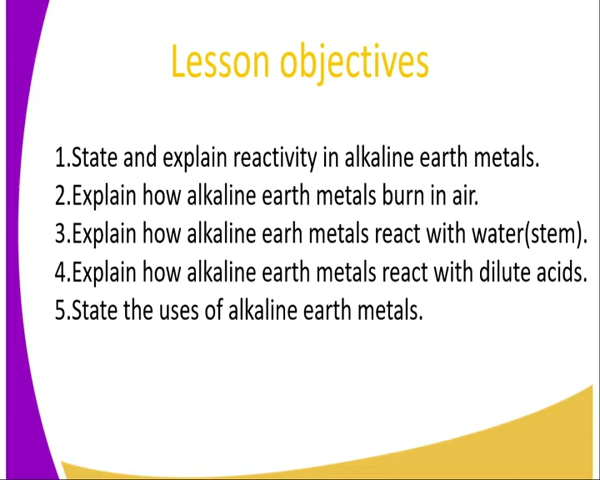 Lesson objectives
1.State and explain reactivity in alkaline earth metals.
2.Explain how alkaline earth metals burn in air.
3.Explain how alkaline earh metals react with water(stem).
4.Explain how alkaline earth metals react with dilute acids.
5.State the uses of alkaline earth metals.